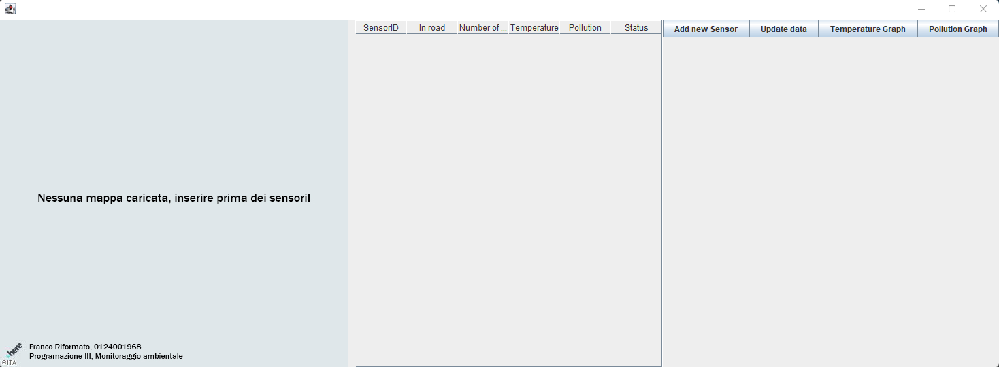 SensorID
In road
Number of ...
Temperature
Pollution
Status
Add new Sensor
Update data
Temperature Graph
Pollution Graph
Nessuna mappa caricata, inserire prima dei sensori!
here
©ITA
Franco Riformato, 0124001968
Programazione III, Monitoraggio ambientale